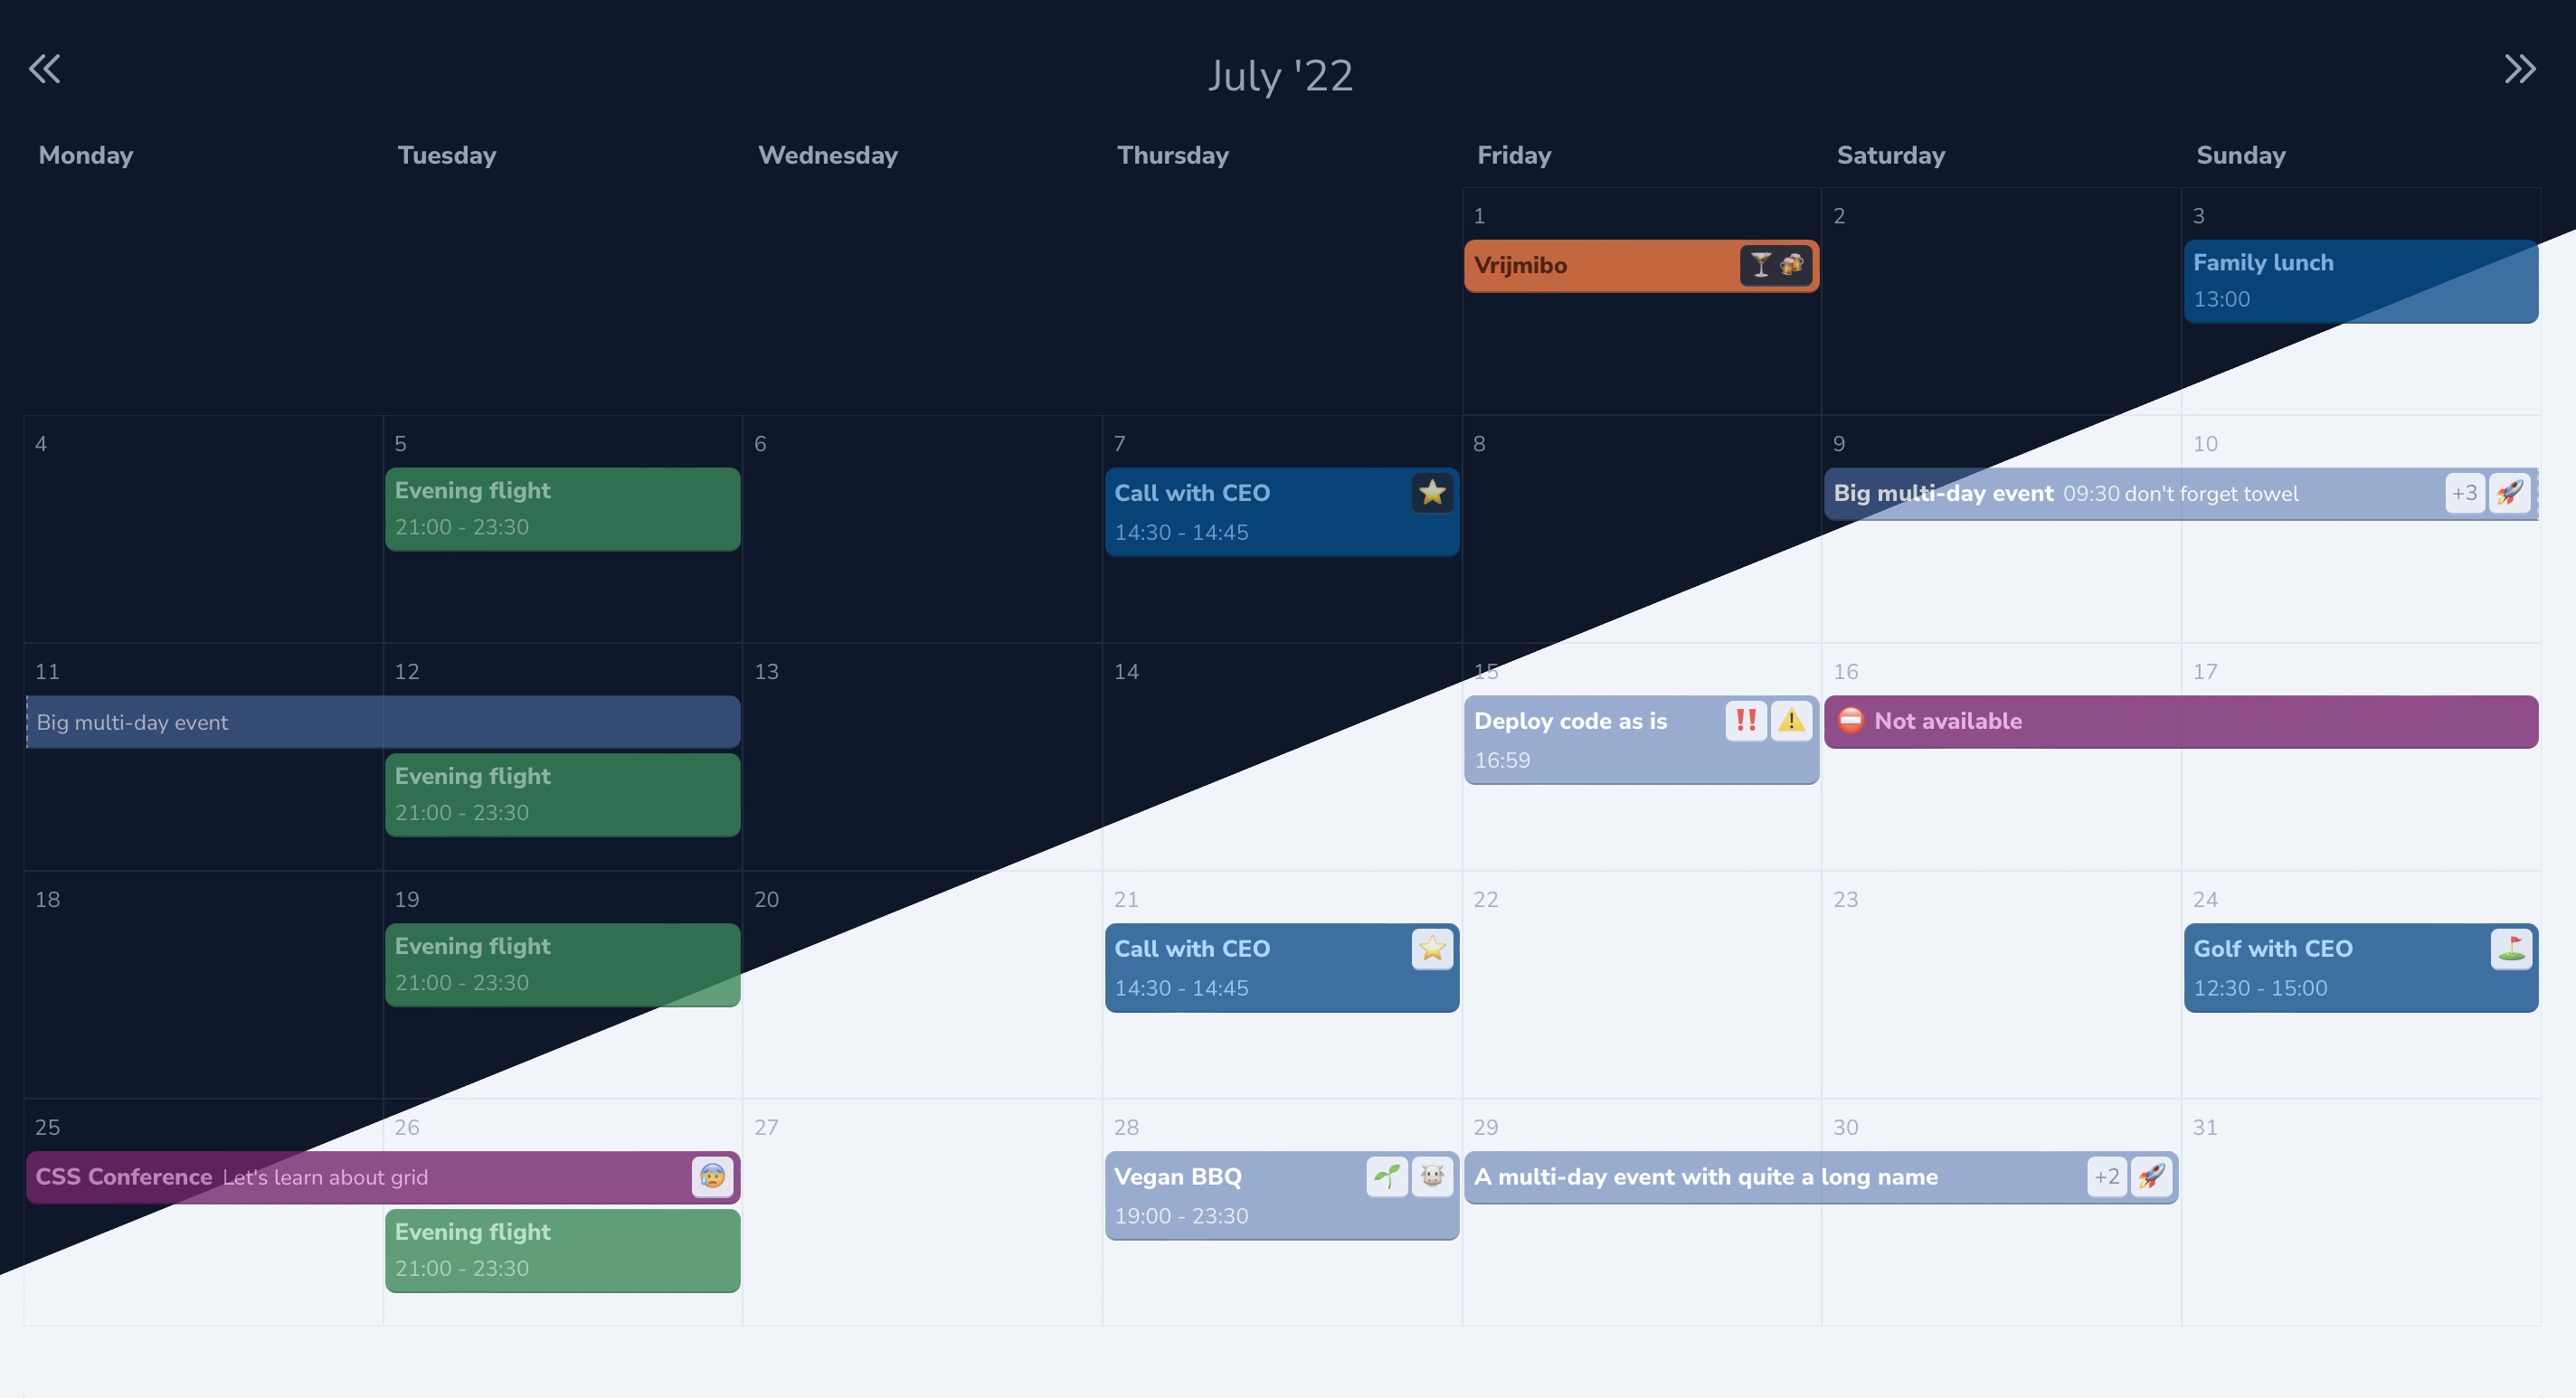 July '22
Monday
Tuesday
Wednesday
Thursday
Friday
Saturday
Sunday
1
Vrijmibo
2
3
Family lunch
13:00
4
5
Evening flight
21:00 - 23:30
6
7
Call with CEO
14:30 - 14:45
8
9
10
Big multi-day event 09:30 don't forget towel
+3
11
12
Big multi-day event
Evening flight
21:00 - 23:30
13
14
15
Deploy code as is
16:59
16
17
Not available
18
19
Evening flight
21:00 - 23:30
20
21
Call with CEO
14:30 - 14:45
22
23
24
Golf with CEO
12:30 - 15:00
25
26
CSS Conference Let's learn about grid
Evening flight
21:00 - 23:30
27
28
Vegan BBQ
19:00 - 23:30
29
30
A multi-day event with quite a long name
+2
31